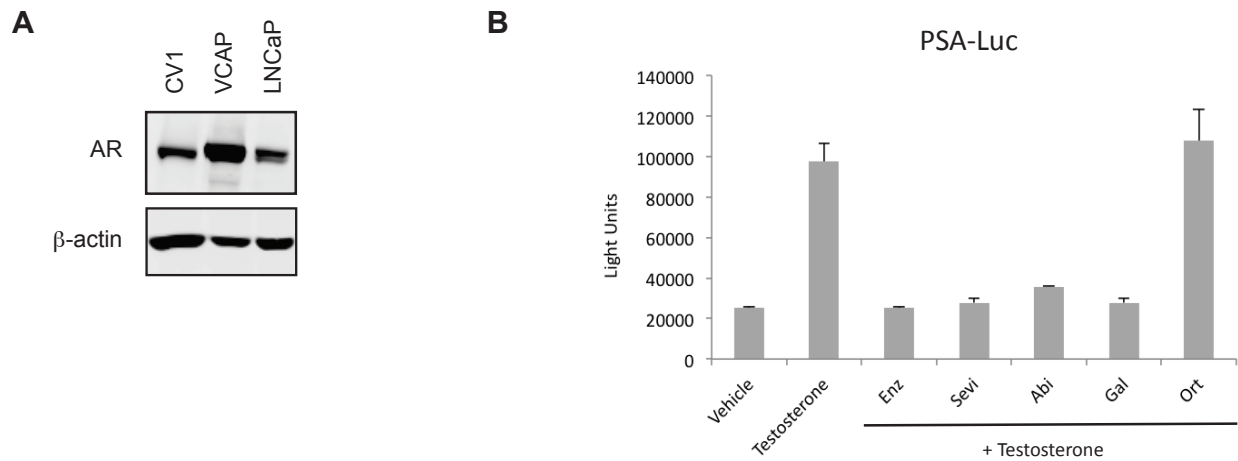 A
CV1
VCAP
LNCaP
AR
β-actin
B
PSA-Luc
Light Units
140000
120000
100000
80000
60000
40000
20000
0
Vehicle
Testosterone
Enz
Sevi
Abi
Gal
Ort
+ Testosterone